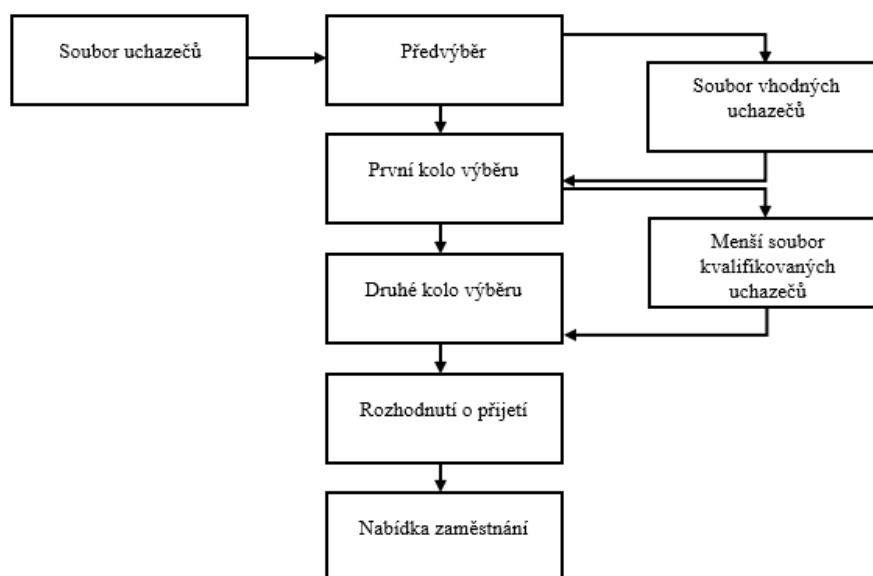 Soubor uchazečů
Předvýběr
Soubor vhodných
uchazečů
První kolo výběru
Menší soubor
kvalifikovaných
uchazečů
Druhé kolo výběru
Rozhodnutí o přijetí
Nabídka zaměstnání